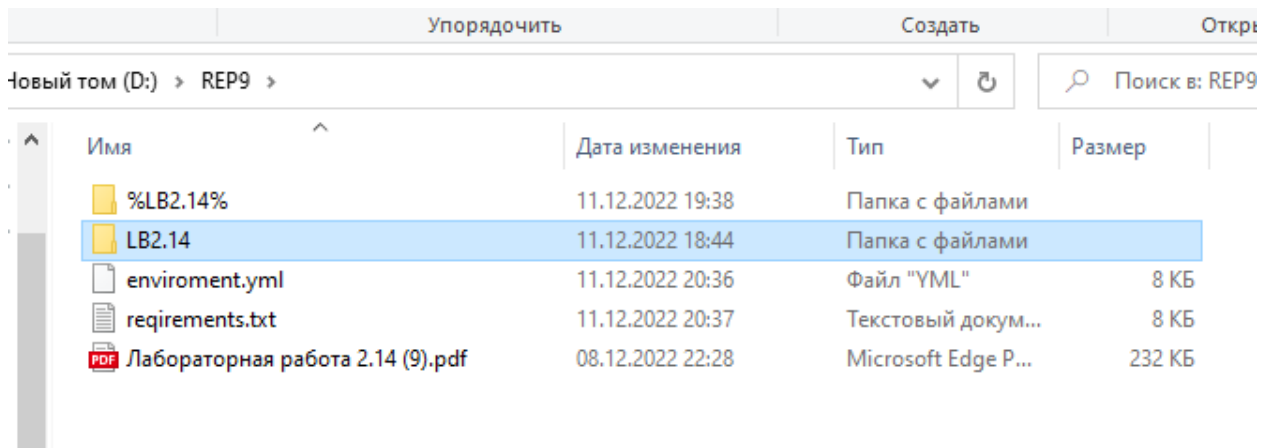 Упорядочить Создать Откры
Новый том (D:) > REP9 > Поиск в: REP9
Имя Дата изменения Тип Размер
%LB2.14% 11.12.2022 19:38 Папка с файлами
LB2.14 11.12.2022 18:44 Папка с файлами
enviroment.yml 11.12.2022 20:36 Файл "YML" 8 КБ
reqirements.txt 11.12.2022 20:37 Текстовый докум... 8 КБ
PDF Лабораторная работа 2.14 (9).pdf 08.12.2022 22:28 Microsoft Edge P... 232 КБ